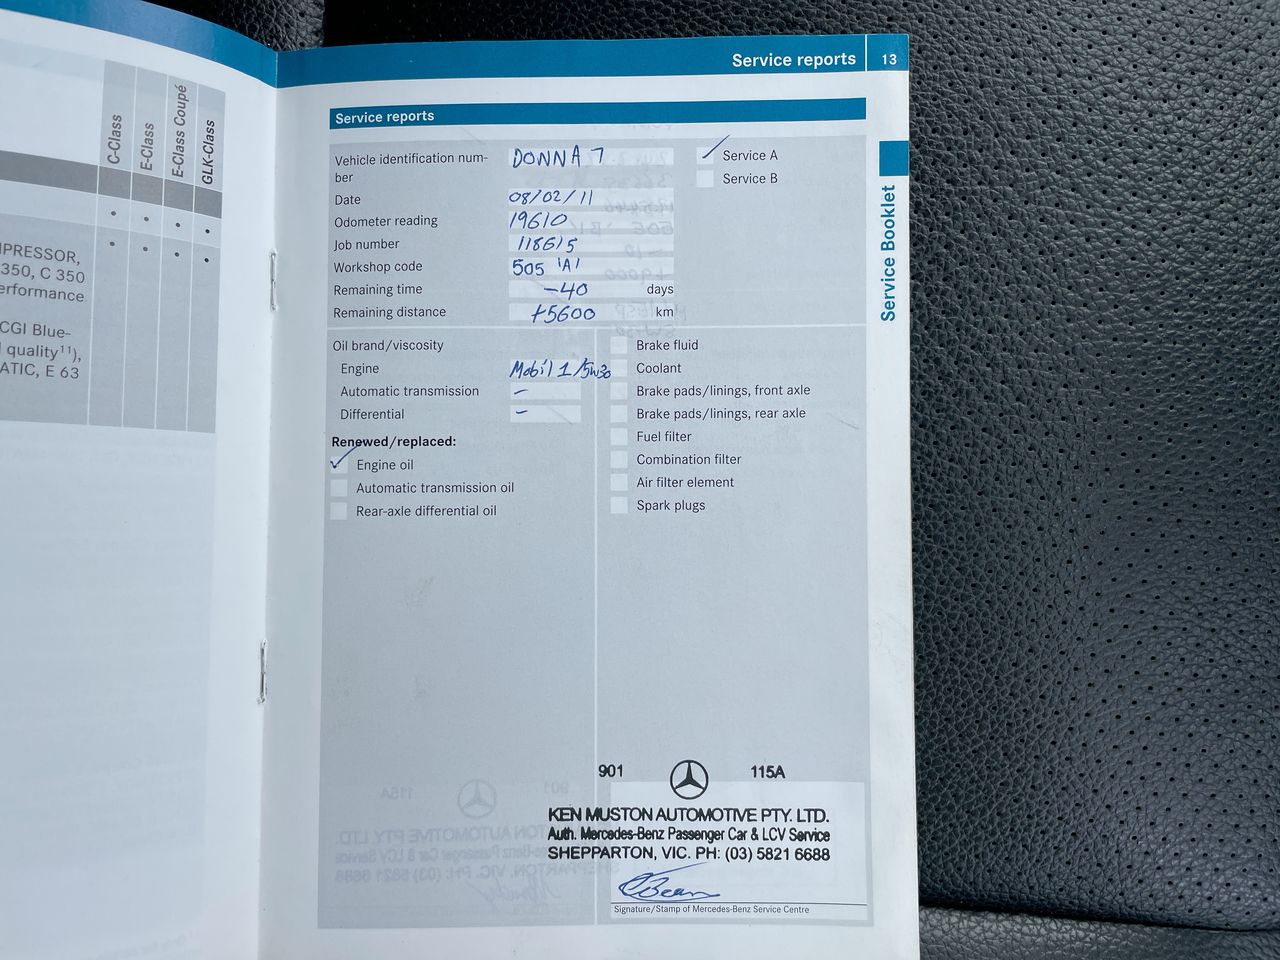 Service reports 13
C-Class
E-Class
E-Class Coupé
GLK-Class
MPRESSOR,
350, C 350
erformance
CGI Blue-
quality¹¹),
ATIC, E 63
Service reports
Vehicle identification num-
ber DONNA 7
Date 08/02/11
Odometer reading 19610
Job number 118615
Workshop code 505 'A'
Remaining time -40 days
Remaining distance +5600 km
Service A
Service B
Service Booklet
Oil brand/viscosity
Engine Mobil 1/5w30
Automatic transmission -
Differential -
Renewed/replaced:
Engine oil
Automatic transmission oil
Rear-axle differential oil
Brake fluid
Coolant
Brake pads/linings, front axle
Brake pads/linings, rear axle
Fuel filter
Combination filter
Air filter element
Spark plugs
901 115A
KEN MUSTON AUTOMOTIVE PTY. LTD.
Auth. Mercedes-Benz Passenger Car & LCV Service
SHEPPARTON, VIC. PH: (03) 5821 6688
Signature/Stamp of Mercedes-Benz Service Centre